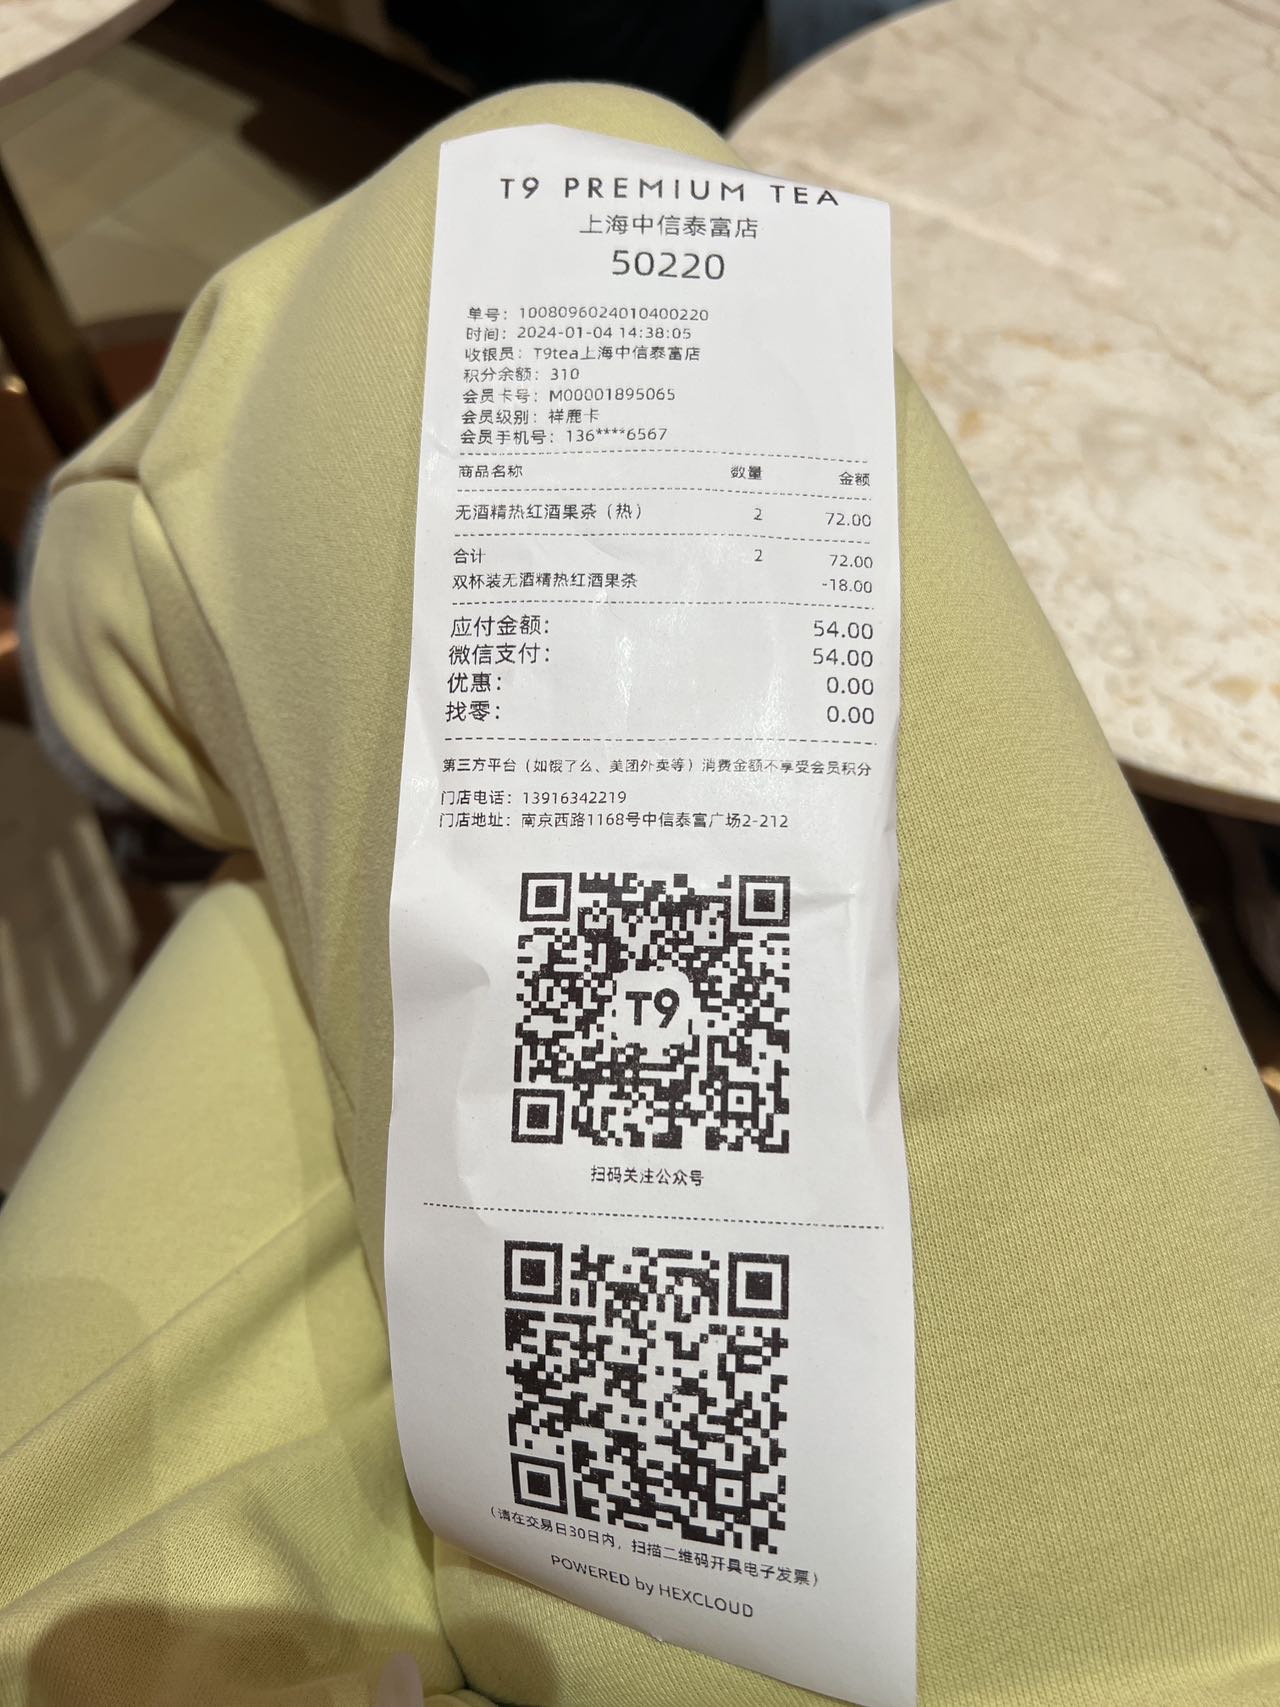 T9 PREMIUM TEA
上海中信泰富店
50220
单号：1008096024010400220
时间：2024-01-04 14:38:05
收银员：T9tea上海中信泰富店
积分余额：310
会员卡号：M00001895065
会员级别：祥鹿卡
会员手机号：136****6567
商品名称 数量 金额
无酒精热红酒果茶（热） 2 72.00
合计 2 72.00
双杯装无酒精热红酒果茶 -18.00
应付金额： 54.00
微信支付： 54.00
优惠： 0.00
找零： 0.00
第三方平台（如饿了么、美团外卖等）消费金额不享受会员积分
门店电话：13916342219
门店地址：南京西路1168号中信泰富广场2-212
T9
扫码关注公众号
（请在交易日30日内，扫描二维码开具电子发票）
POWERED by HEXCLOUD